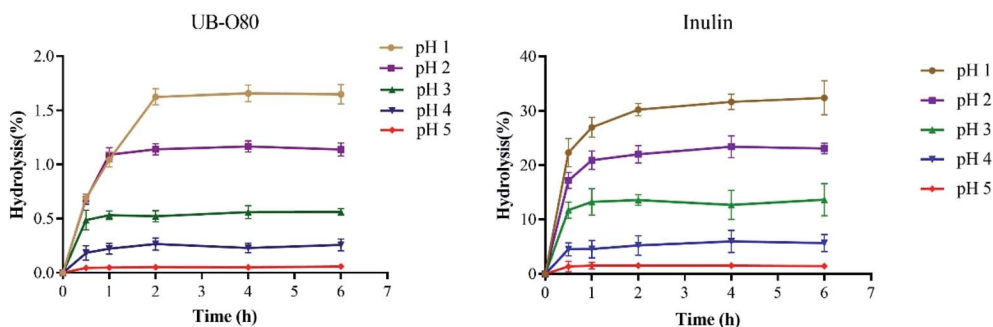 UB-O80
Hydrolysis(%)
2.0
1.5
1.0
0.5
0.0
0
1
2
3
4
5
6
7
Time (h)
pH 1
pH 2
pH 3
pH 4
pH 5
Inulin
Hydrolysis(%)
40
30
20
10
0
0
1
2
3
4
5
6
7
Time (h)
pH 1
pH 2
pH 3
pH 4
pH 5